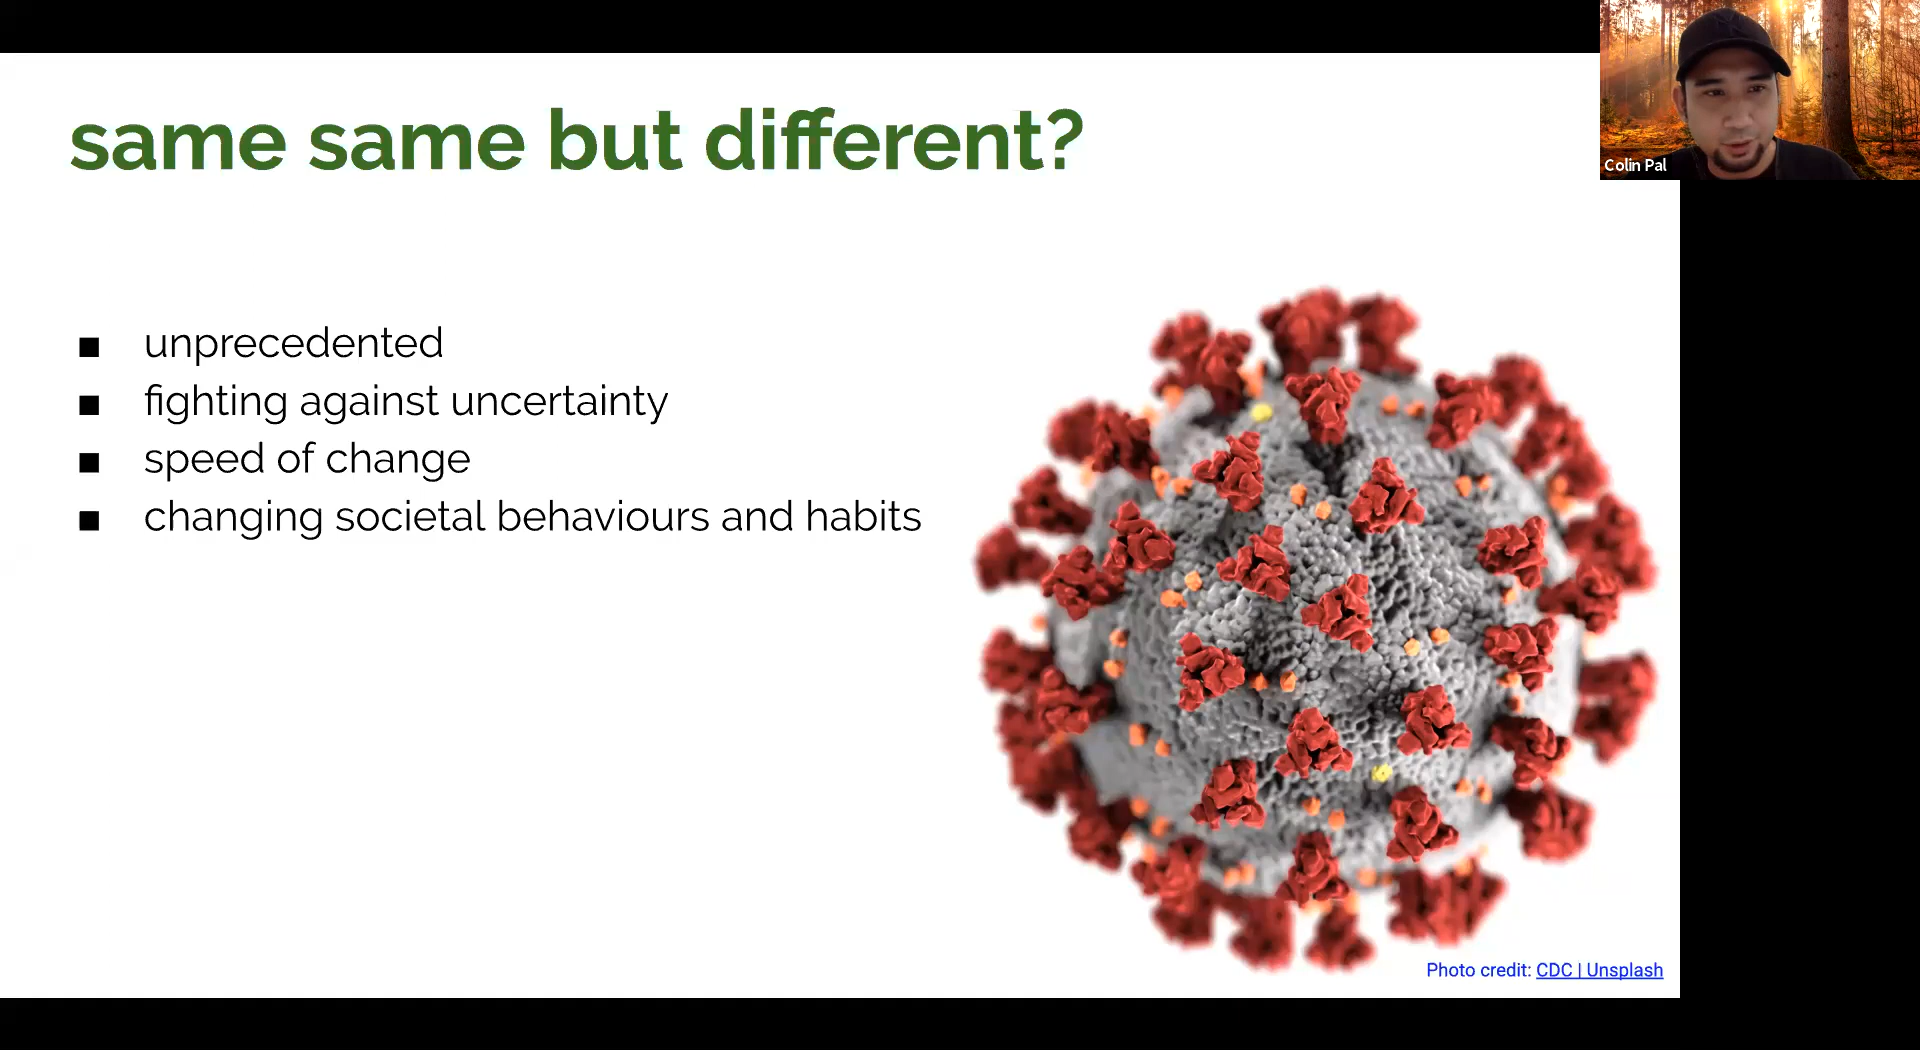 same same but different?
Colin Pal
■ unprecedented
■ fighting against uncertainty
■ speed of change
■ changing societal behaviours and habits
Photo credit: CDC | Unsplash